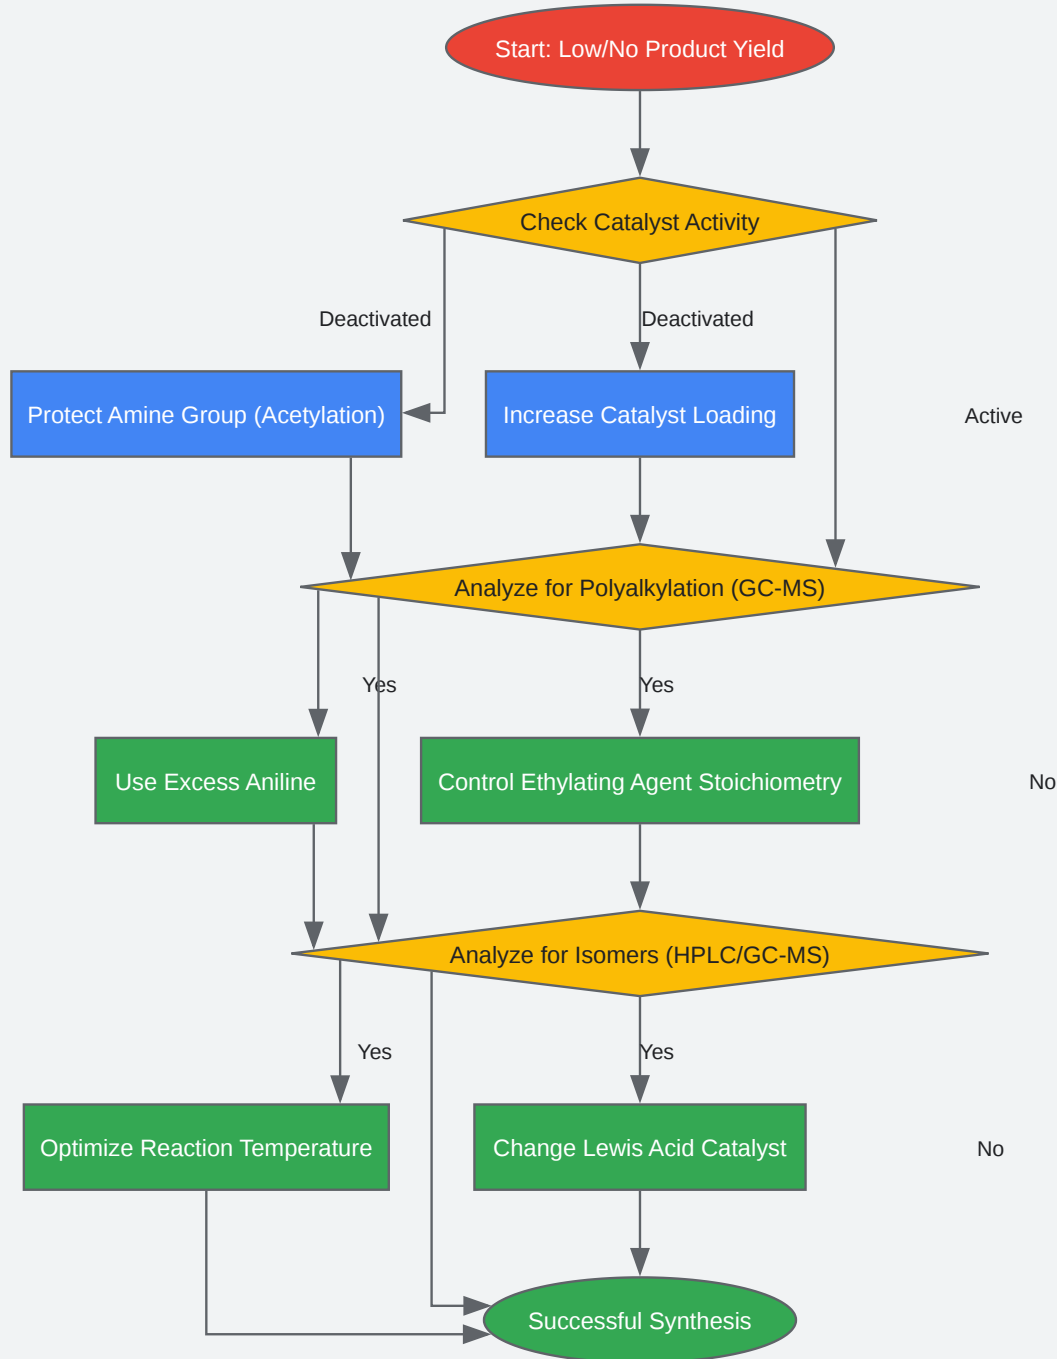 Start: Low/No Product Yield
Check Catalyst Activity
Deactivated
Deactivated
Protect Amine Group (Acetylation)
Increase Catalyst Loading
Active
Analyze for Polyalkylation (GC-MS)
Yes
Yes
Use Excess Aniline
Control Ethylating Agent Stoichiometry
No
Analyze for Isomers (HPLC/GC-MS)
Yes
Yes
Optimize Reaction Temperature
Change Lewis Acid Catalyst
No
Successful Synthesis